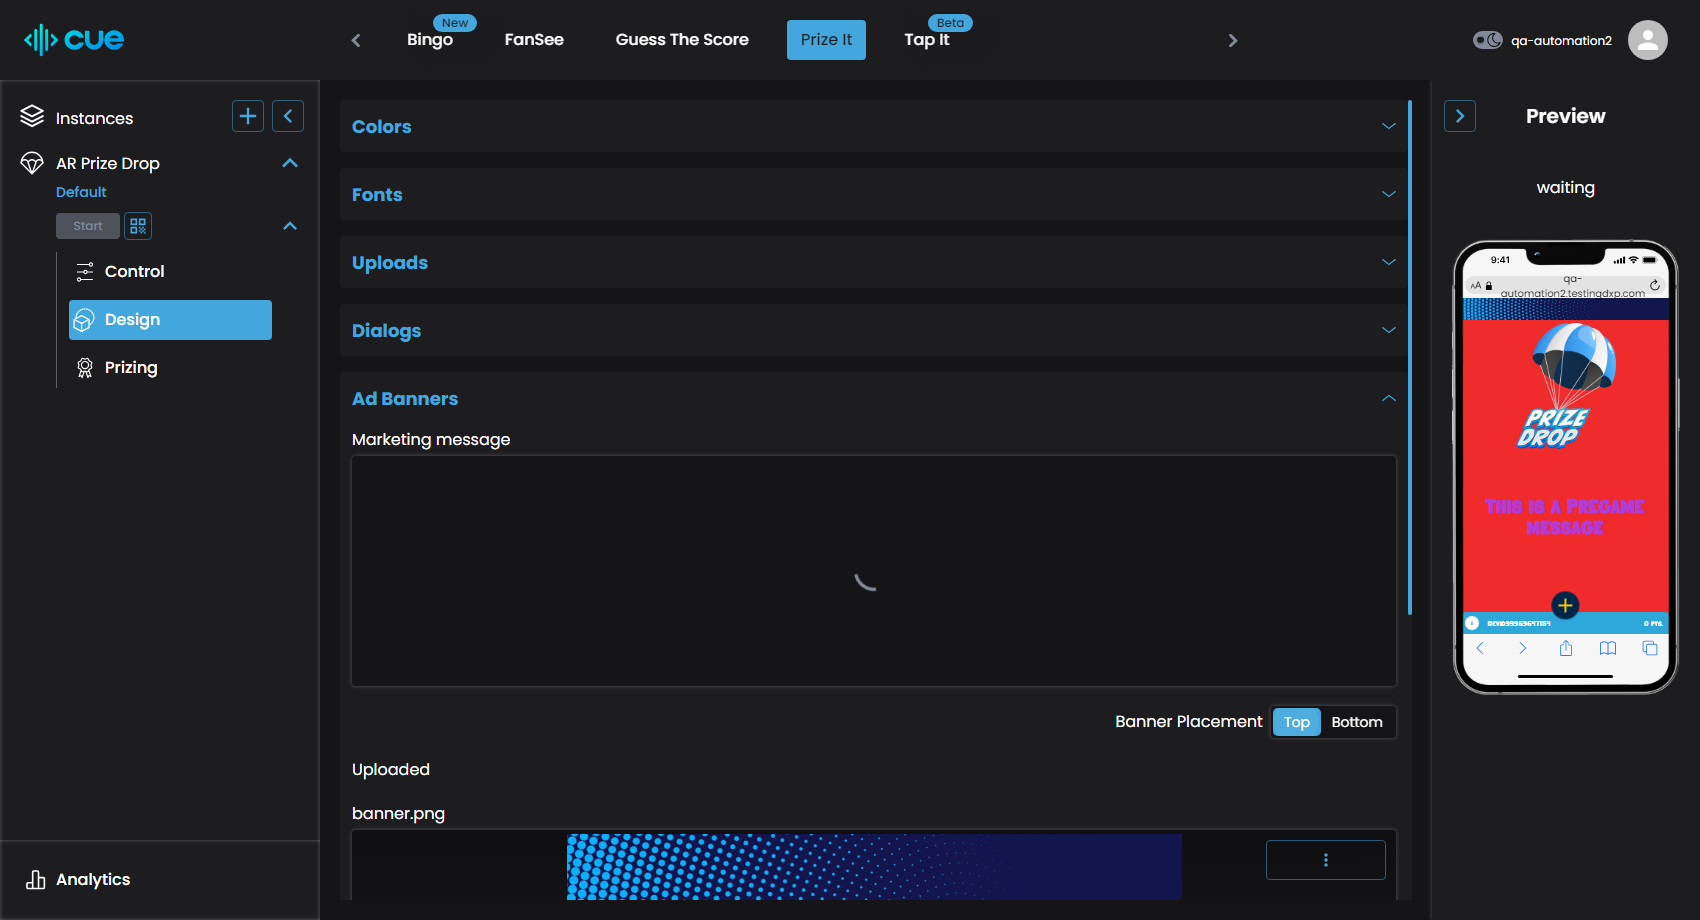 cue
Bingo
New
FanSee
Guess The Score
Prize It
Tap It
Beta
qa-automation2
Instances
AR Prize Drop
Default
Start
Control
Design
Prizing
Analytics
Colors
Fonts
Uploads
Dialogs
Ad Banners
Marketing message
Banner Placement
Top
Bottom
Uploaded
banner.png
Preview
waiting
9:41
AA
qa-
automation2.testingdxp.com
PRIZE
DROP
THIS IS A PREGAME
MESSAGE
0 PTS.